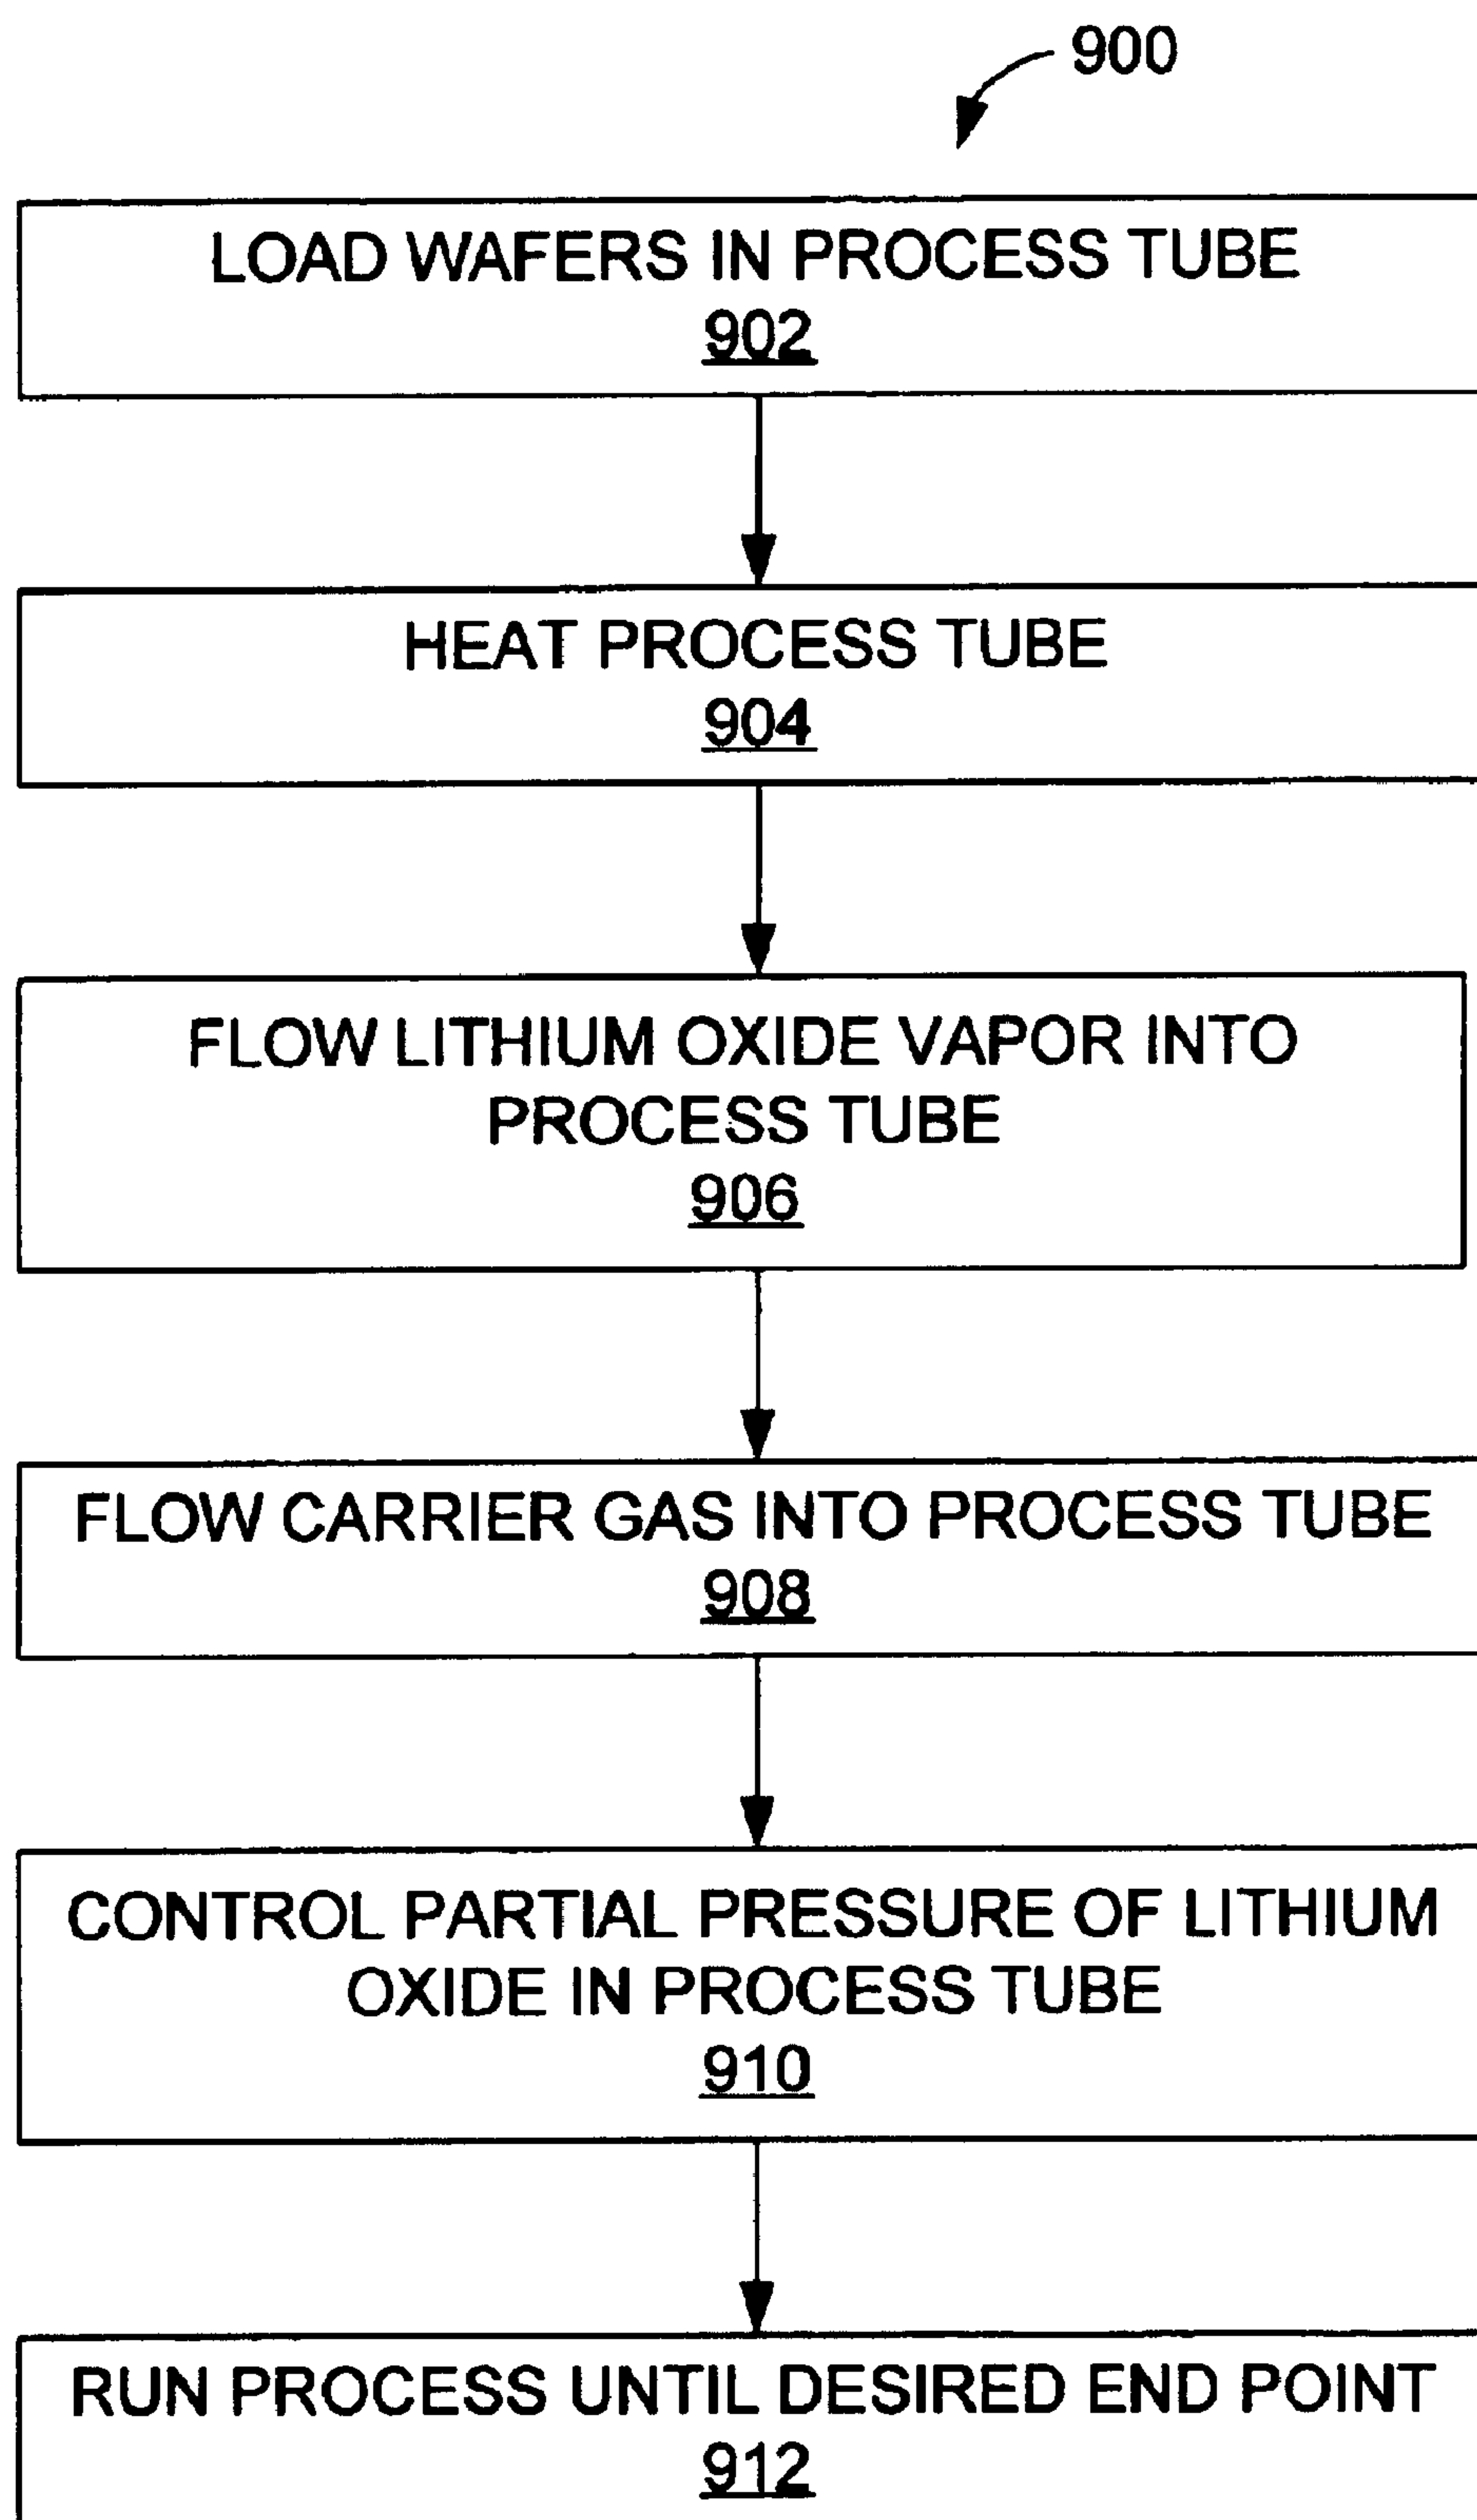 900
LOAD WAFERS IN PROCESS TUBE
902
HEAT PROCESS TUBE
904
FLOW LITHIUM OXIDE VAPOR INTO
PROCESS TUBE
906
FLOW CARRIER GAS INTO PROCESS TUBE
908
CONTROL PARTIAL PRESSURE OF LITHIUM
OXIDE IN PROCESS TUBE
910
RUN PROCESS UNTIL DESIRED END POINT
912